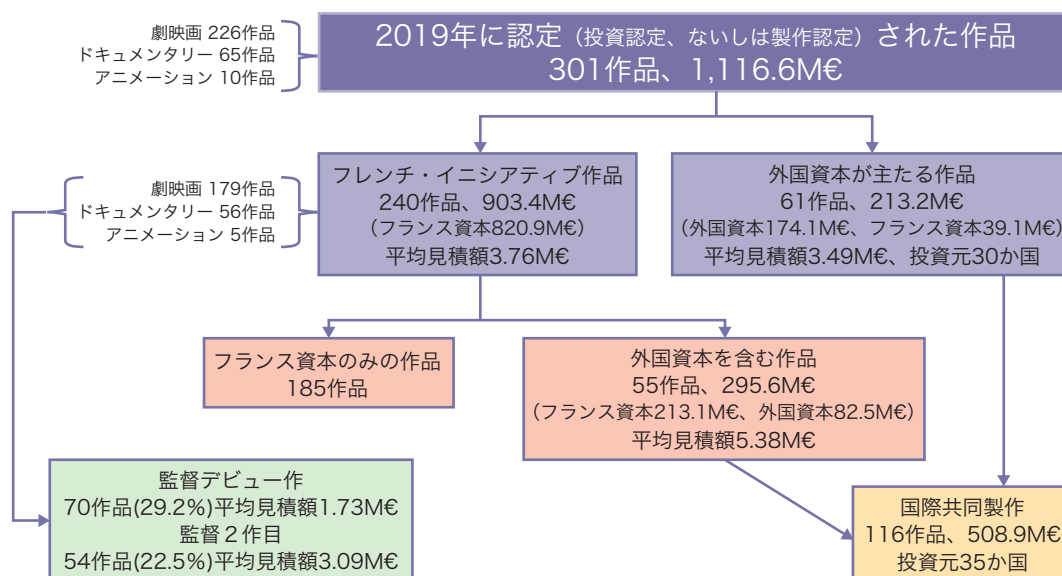 劇映画 226作品
ドキュメンタリー 65作品
アニメーション 10作品
2019年に認定（投資認定、ないしは製作認定）された作品
301作品、1,116.6M€
劇映画 179作品
ドキュメンタリー 56作品
アニメーション 5作品
フレンチ・イニシアティブ作品
240作品、903.4M€
（フランス資本820.9M€）
平均見積額3.76M€
外国資本が主たる作品
61作品、213.2M€
（外国資本174.1M€、フランス資本39.1M€）
平均見積額3.49M€、投資元30か国
フランス資本のみの作品
185作品
外国資本を含む作品
55作品、295.6M€
（フランス資本213.1M€、外国資本82.5M€）
平均見積額5.38M€
監督デビュー作
70作品(29.2%)平均見積額1.73M€
監督２作目
54作品(22.5%)平均見積額3.09M€
国際共同製作
116作品、508.9M€
投資元35か国